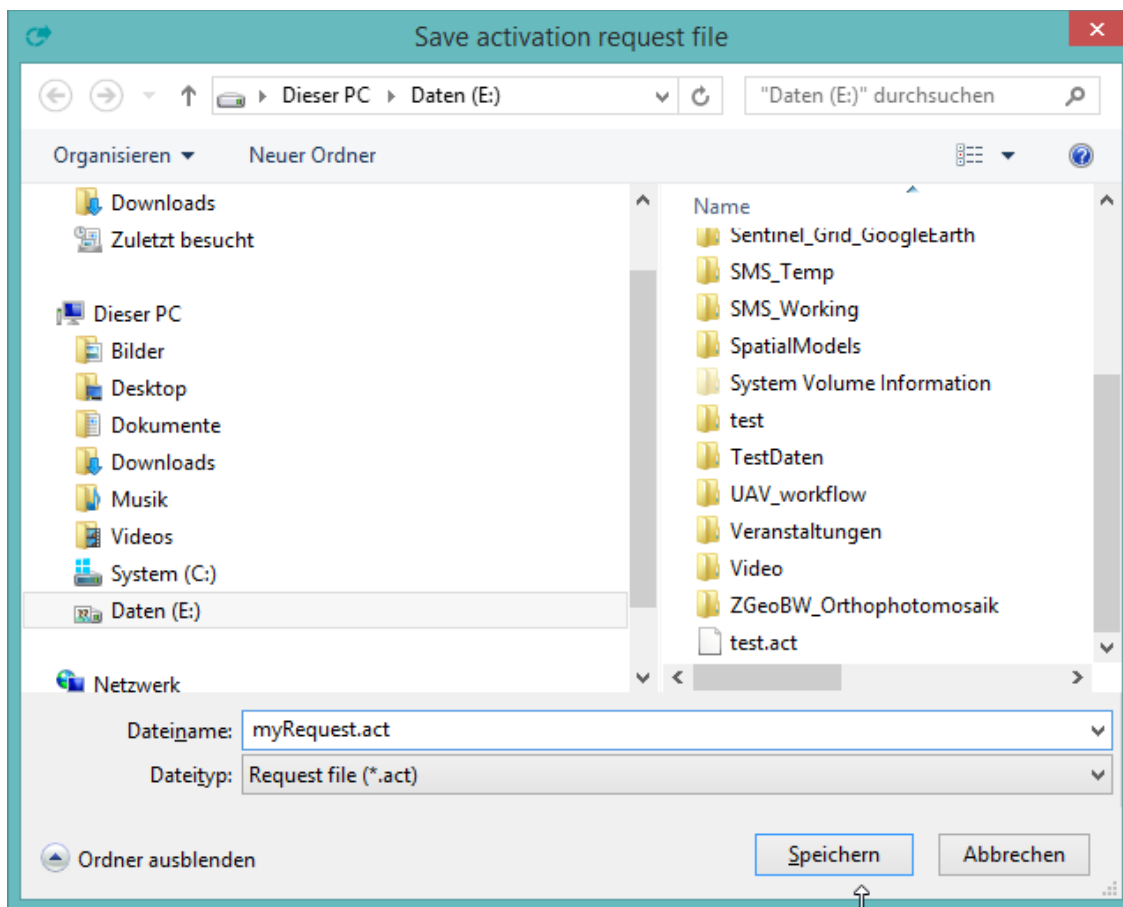 Save activation request file
Dieser PC Daten (E:) "Daten (E:)" durchsuchen
Organisieren Neuer Ordner
Downloads
Zuletzt besucht
Dieser PC
Bilder
Desktop
Dokumente
Downloads
Musik
Videos
System (C:)
Daten (E:)
Netzwerk
Name
Sentinel_Grid_GoogleEarth
SMS_Temp
SMS_Working
SpatialModels
System Volume Information
test
TestDaten
UAV_workflow
Veranstaltungen
Video
ZGeoBW_Orthophotomosaik
test.act
Dateiname: myRequest.act
Dateityp: Request file (*.act)
Ordner ausblenden Speichern Abbrechen